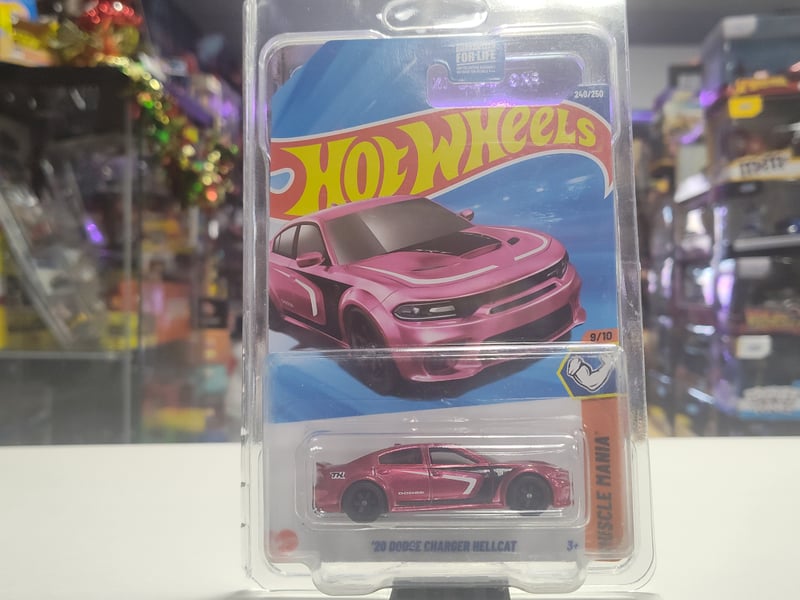 FOR LIFE
240/250
HOT WHEELS
9/10
MUSCLE MANIA
DODGE
'20 DODGE CHARGER HELLCAT
3+